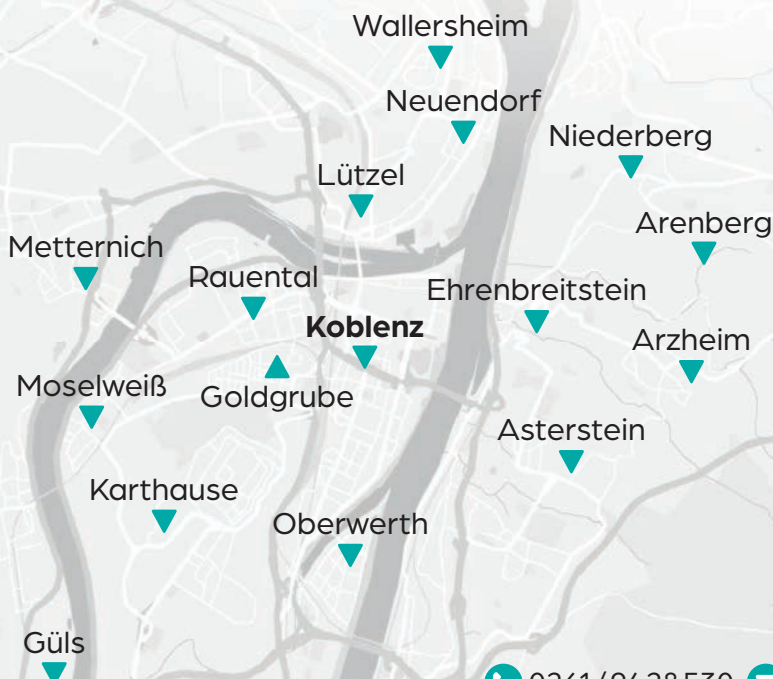 Wallersheim
Neuendorf
Niederberg
Lützel
Arenberg
Metternich
Rauental
Ehrenbreitstein
Koblenz
Arzheim
Moselweiß
Goldgrube
Asterstein
Karthause
Oberwerth
Güls